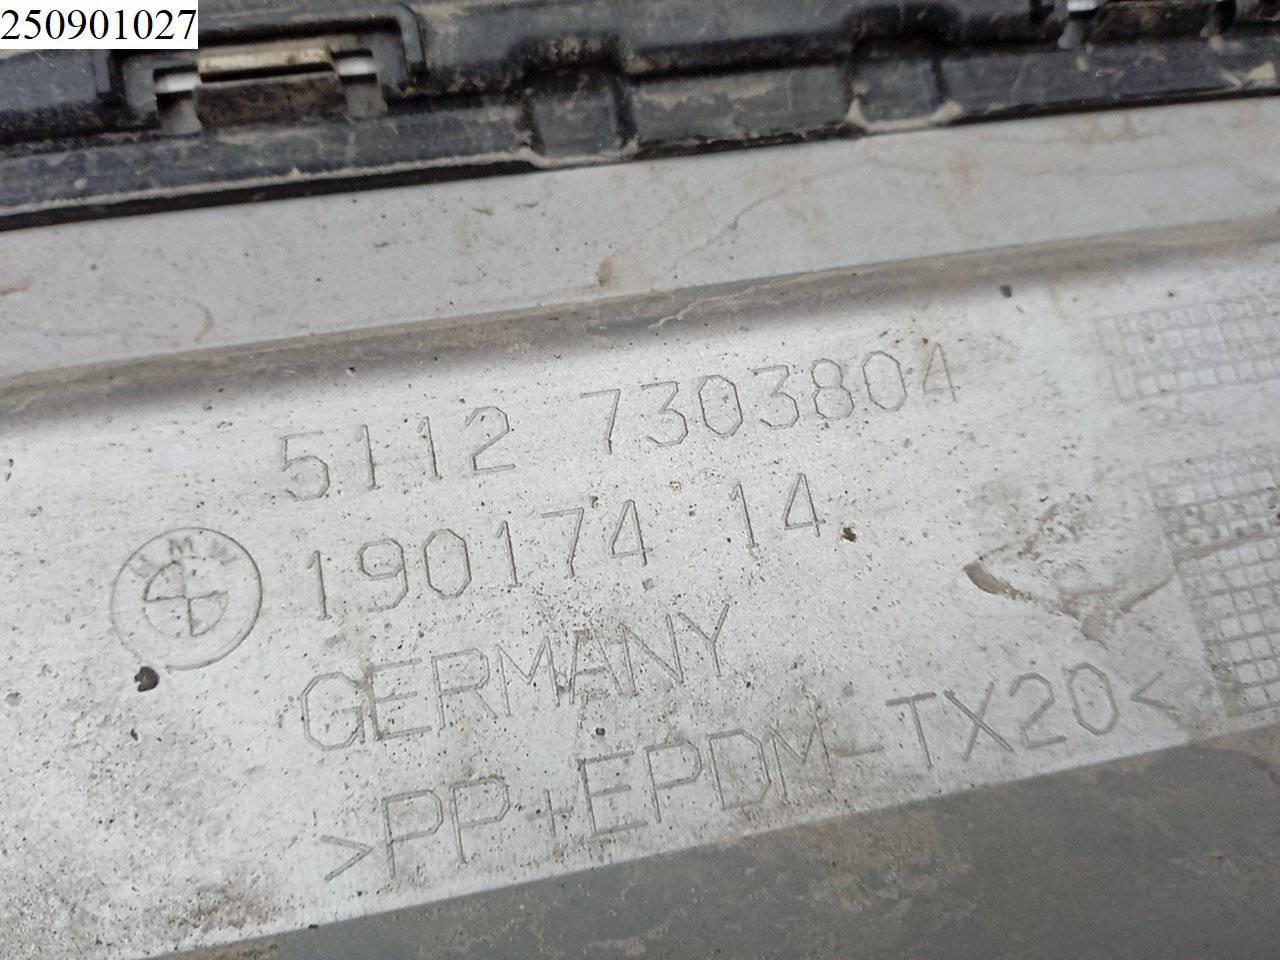 250901027
5112 7303804
BMW
190174 14
GERMANY
>PP+EPDM-TX20<